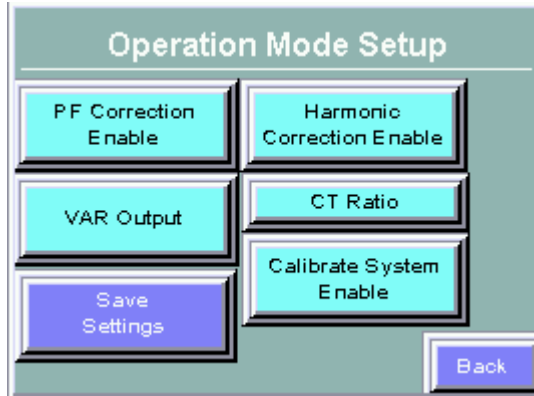 Operation Mode Setup
PF Correction
Enable
Harmonic
Correction Enable
VAR Output
CT Ratio
Calibrate System
Enable
Save
Settings
Back